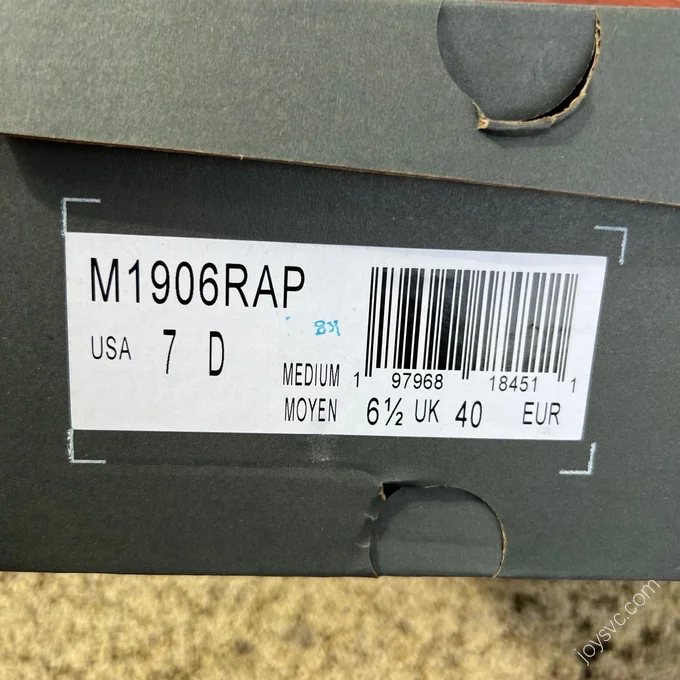 M1906RAP
USA 7 D
MEDIUM
MOYEN 6½ UK 40 EUR
1 97968 18451 1
joysvc.com